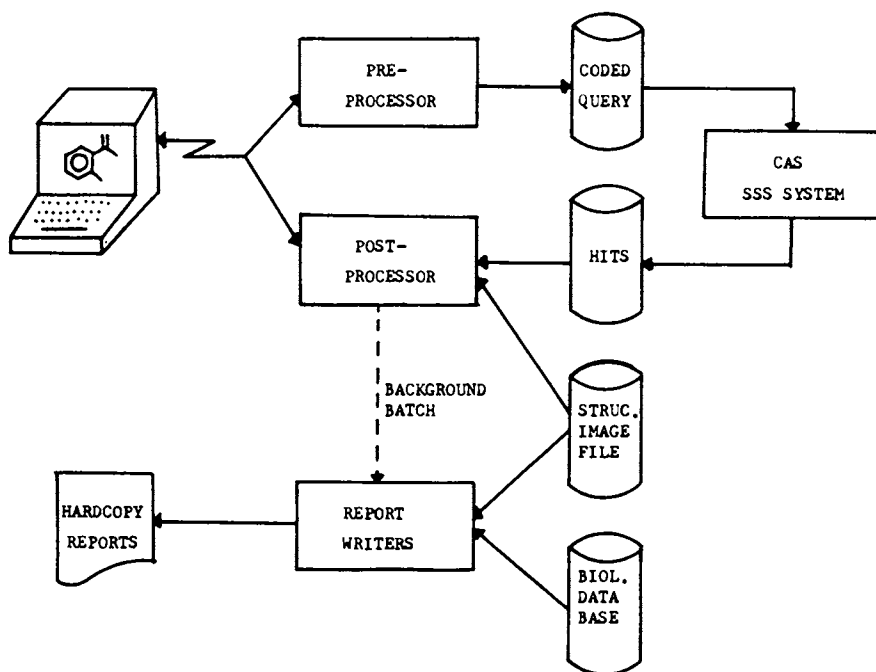 PRE-
PROCESSOR
CODED
QUERY
CAS
SSS SYSTEM
POST-
PROCESSOR
HITS
BACKGROUND
BATCH
STRUC.
IMAGE
FILE
HARDCOPY
REPORTS
REPORT
WRITERS
BIOL.
DATA
BASE